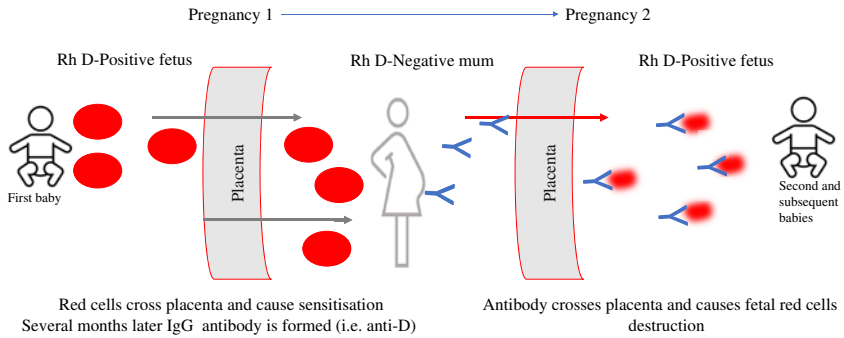 Pregnancy 1
Pregnancy 2
Rh D-Positive fetus
Rh D-Negative mum
Rh D-Positive fetus
Placenta
Placenta
First baby
Second and
subsequent
babies
Red cells cross placenta and cause sensitisation
Several months later IgG antibody is formed (i.e. anti-D)
Antibody crosses placenta and causes fetal red cells
destruction